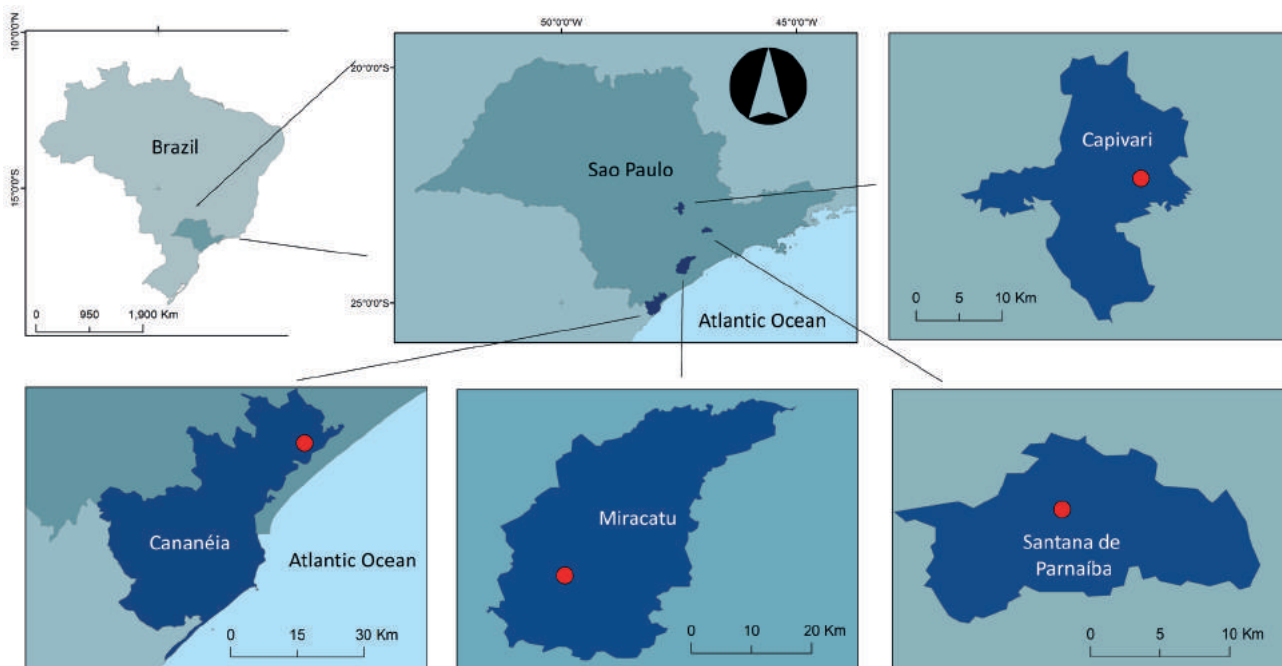 10°0'0"N
15°0'0"S
Brazil
0 950 1,900 Km
50°0'0"W 45°0'0"W
20°0'0"S
25°0'0"S
Sao Paulo
Atlantic Ocean
Capivari
0 5 10 Km
Cananéia
Atlantic Ocean
0 15 30 Km
Miracatu
0 10 20 Km
Santana de
Parnaíba
0 5 10 Km